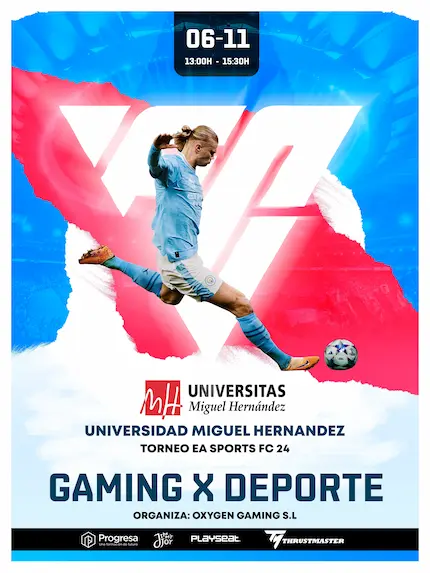 06-11
13:00H - 15:30H
MH UNIVERSITAS
Miguel Hernández
UNIVERSIDAD MIGUEL HERNANDEZ
TORNEO EA SPORTS FC 24
GAMING X DEPORTE
ORGANIZA: OXYGEN GAMING S.L
Progresa
PLAYSEAT
THRUSTMASTER